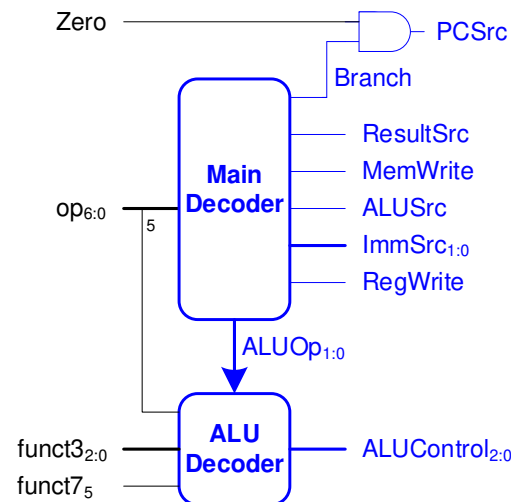 Zero
PCSrc
Branch
Main
Decoder
ResultSrc
MemWrite
ALUSrc
op6:0
5
ImmSrc1:0
RegWrite
ALUOp1:0
ALU
Decoder
funct32:0
ALUControl2:0
funct75